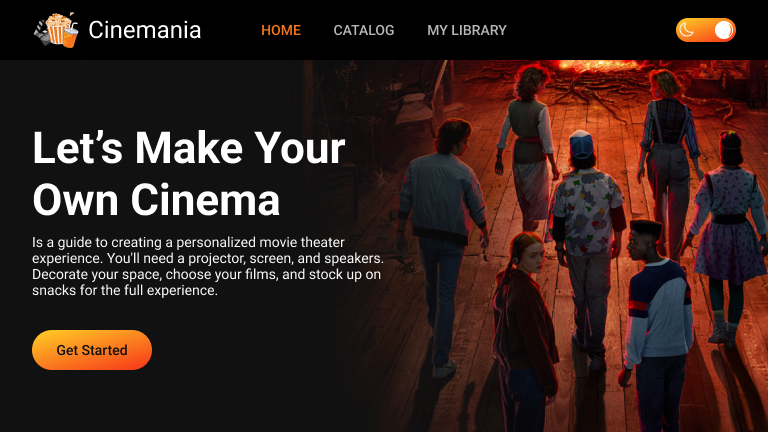 Cinemania
HOME
CATALOG
MY LIBRARY
Let’s Make Your
Own Cinema
Is a guide to creating a personalized movie theater
experience. You'll need a projector, screen, and speakers.
Decorate your space, choose your films, and stock up on
snacks for the full experience.
Get Started